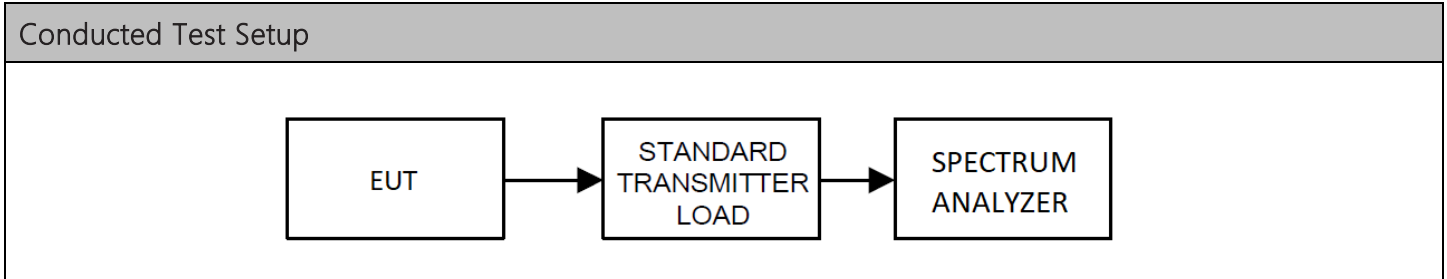 Conducted Test Setup
EUT
STANDARD
TRANSMITTER
LOAD
SPECTRUM
ANALYZER